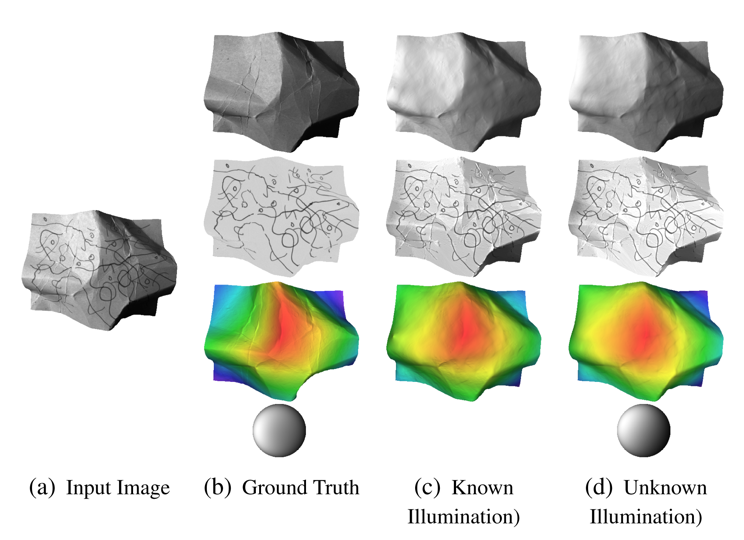 (a) Input Image
(b) Ground Truth
(c) Known
Illumination)
(d) Unknown
Illumination)